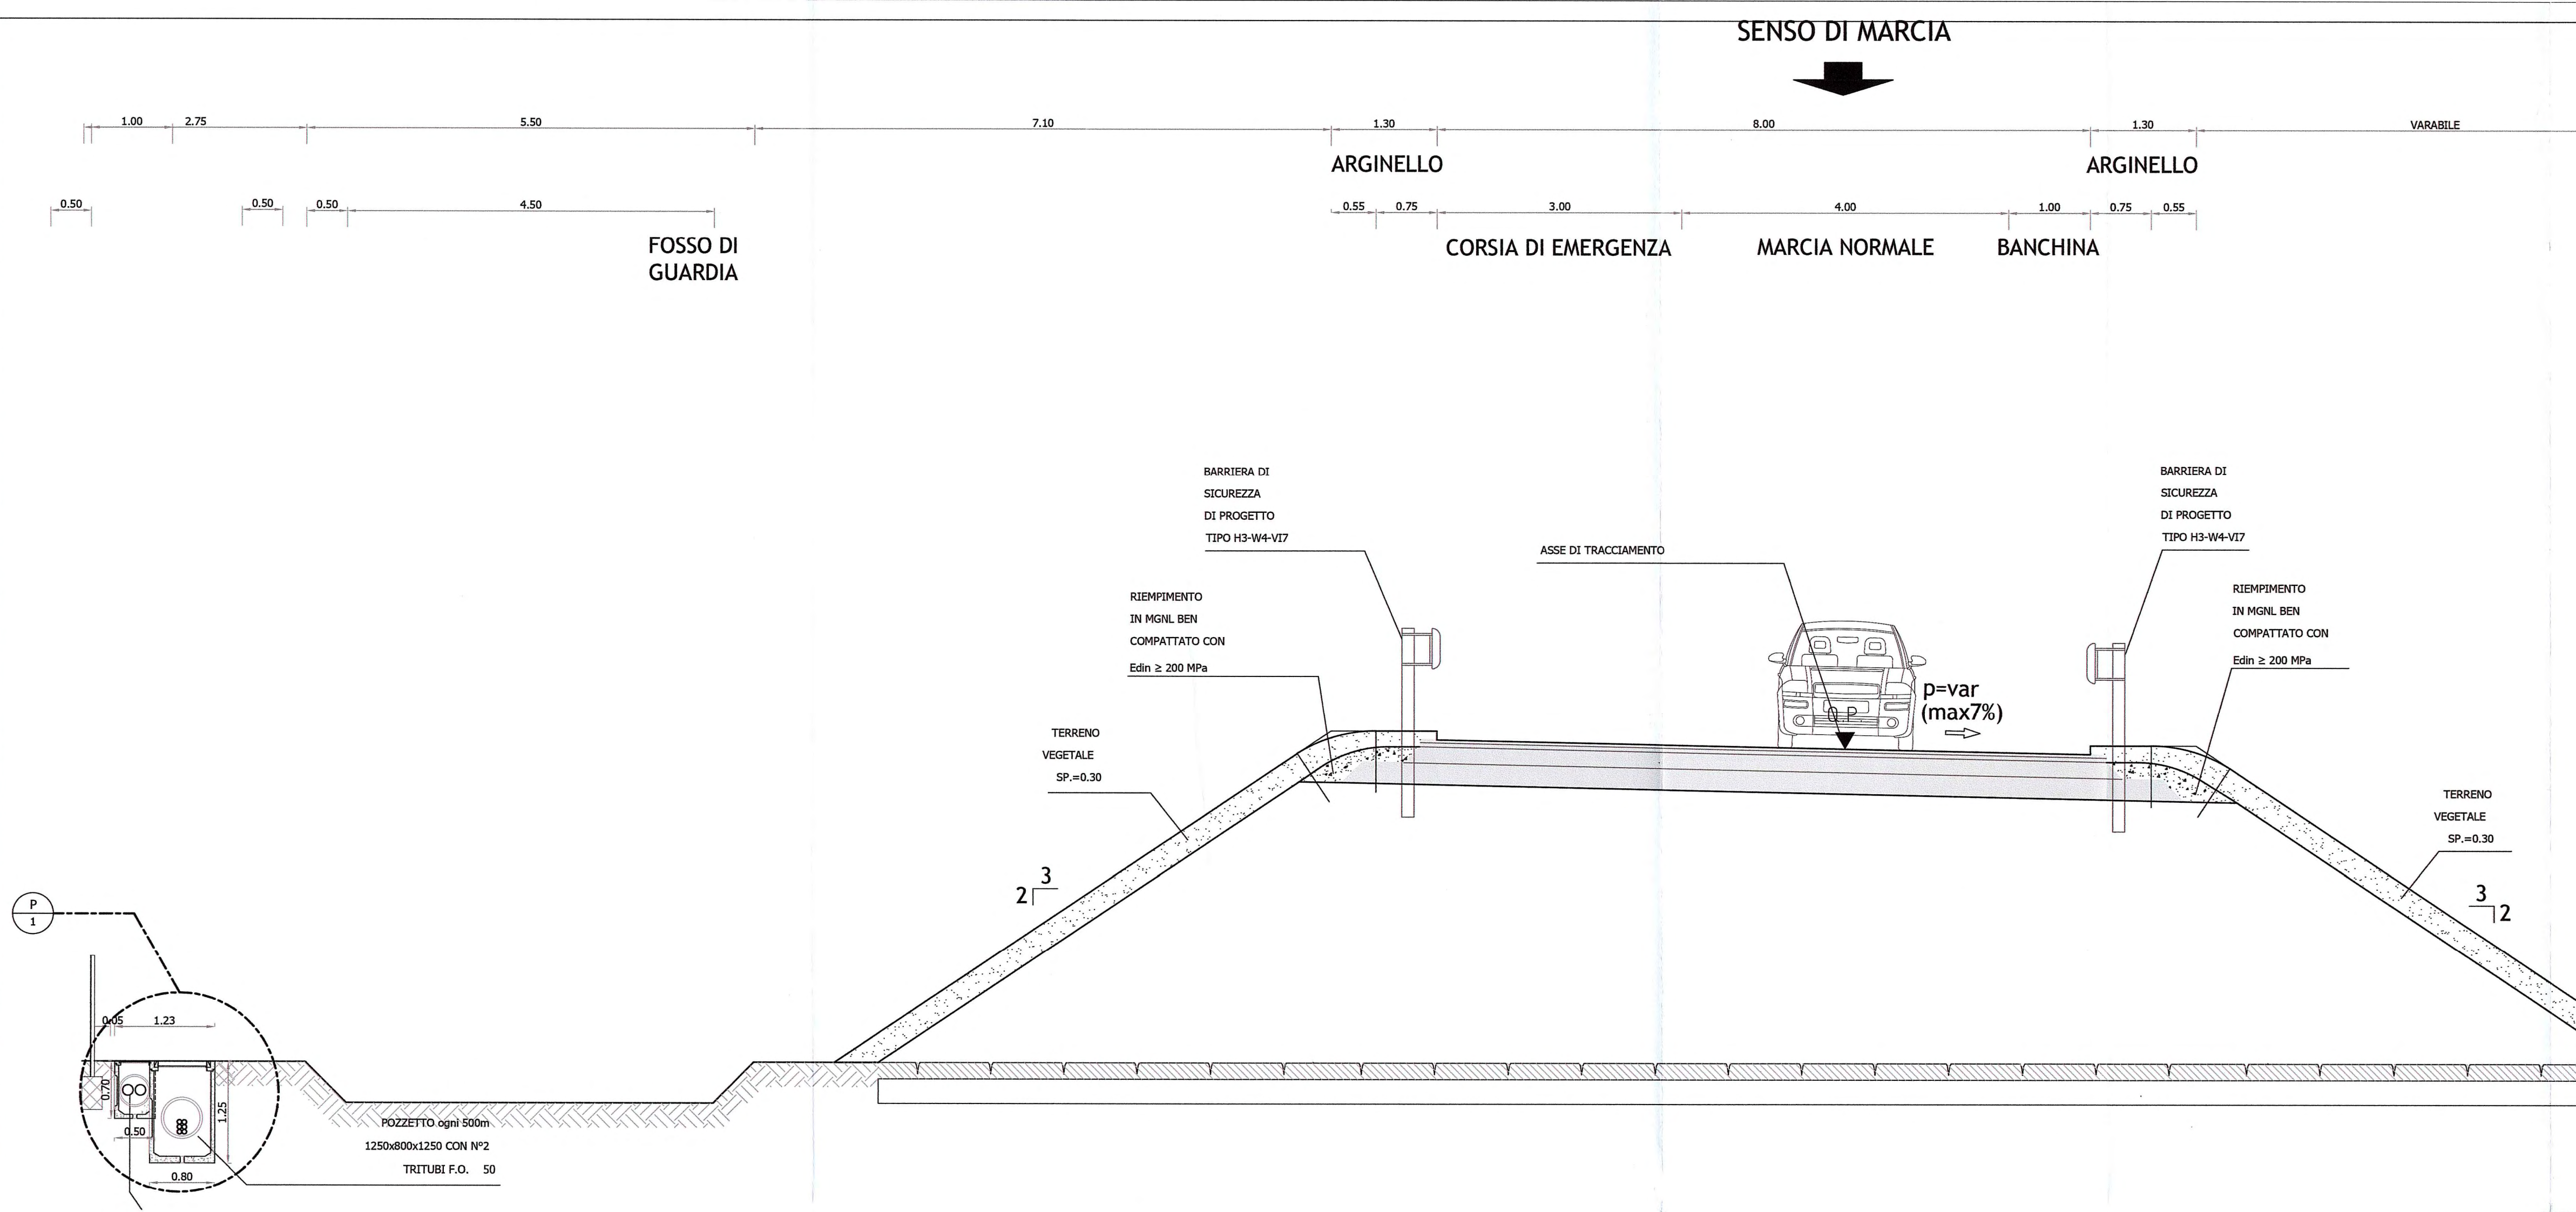 SENSO DI MARCIA
1.00 2.75 5.50 7.10 1.30 8.00 1.30 VARABILE
ARGINELLO ARGINELLO
0.50 0.50 0.50 4.50 0.55 0.75 3.00 4.00 1.00 0.75 0.55
FOSSO DI
GUARDIA
CORSIA DI EMERGENZA MARCIA NORMALE BANCHINA
BARRIERA DI
SICUREZZA
DI PROGETTO
TIPO H3-W4-VI7
BARRIERA DI
SICUREZZA
DI PROGETTO
TIPO H3-W4-VI7
ASSE DI TRACCIAMENTO
RIEMPIMENTO
IN MGNL BEN
COMPATTATO CON
Edin ≥ 200 MPa
RIEMPIMENTO
IN MGNL BEN
COMPATTATO CON
Edin ≥ 200 MPa
p=var
(max7%)
Q.P.
TERRENO
VEGETALE
SP.=0.30
TERRENO
VEGETALE
SP.=0.30
3
2
3
2
P
1
0.05 1.23
0.70
1.25
0.50
0.80
POZZETTO ogni 500m
1250x800x1250 CON N°2
TRITUBI F.O. 50